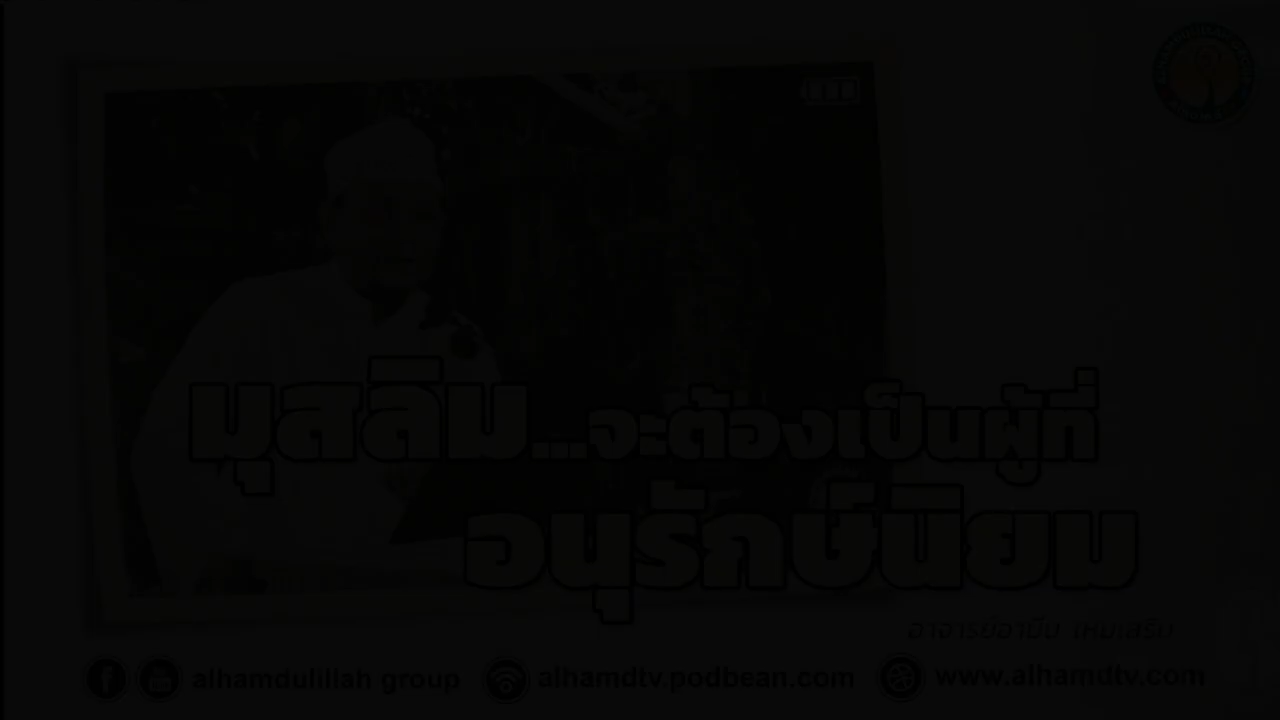 มุสลิม...จะต้องเป็นผู้ที่
อนุรักษ์นิยม
อาจารย์อามีน เหมเสริม
alhamdulillah group alhamdtv.podbean.com www.alhamdtv.com